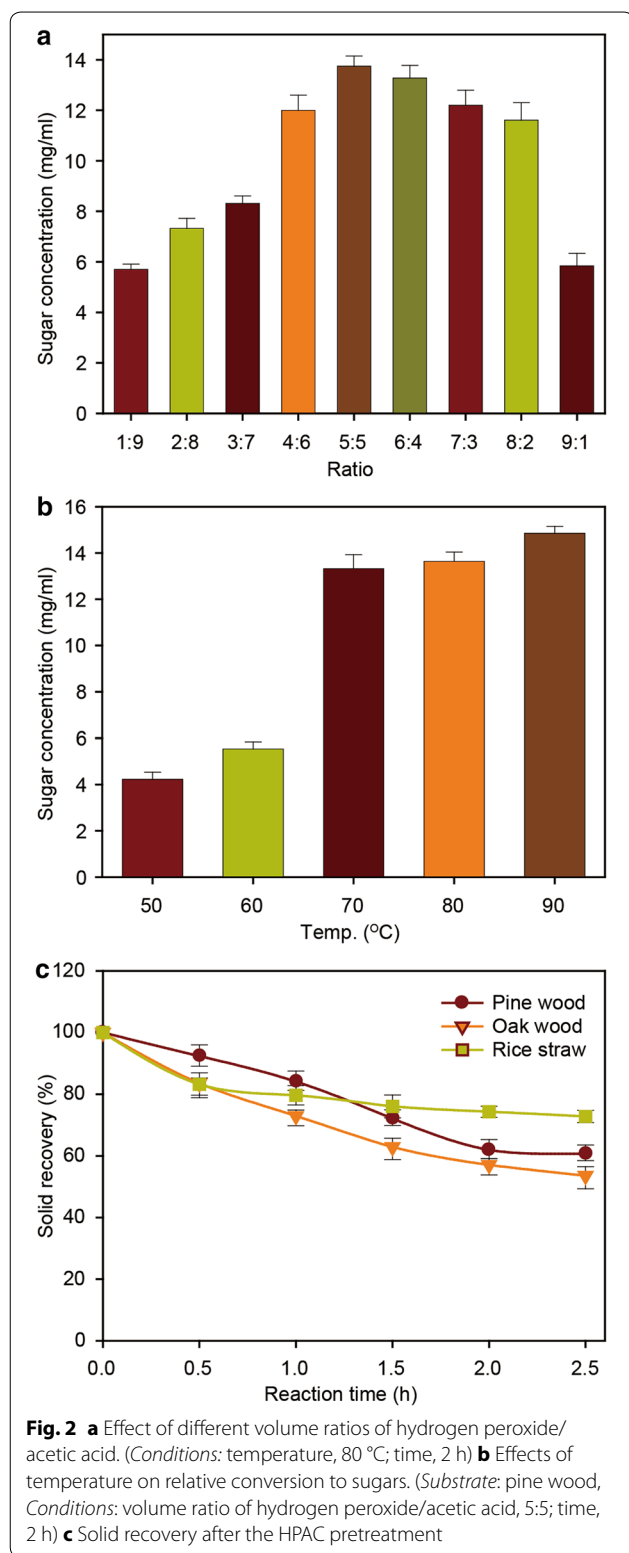 a
Sugar concentration (mg/ml)
14
12
10
8
6
4
2
0
1:9 2:8 3:7 4:6 5:5 6:4 7:3 8:2 9:1
Ratio
b
Sugar concentration (mg/ml)
16
14
12
10
8
6
4
2
0
50 60 70 80 90
Temp. (°C)
c
Solid recovery (%)
120
100
80
60
40
20
0
Pine wood
Oak wood
Rice straw
0.0 0.5 1.0 1.5 2.0 2.5
Reaction time (h)
Fig. 2 a Effect of different volume ratios of hydrogen peroxide/
acetic acid. (Conditions: temperature, 80 °C; time, 2 h) b Effects of
temperature on relative conversion to sugars. (Substrate: pine wood,
Conditions: volume ratio of hydrogen peroxide/acetic acid, 5:5; time,
2 h) c Solid recovery after the HPAC pretreatment